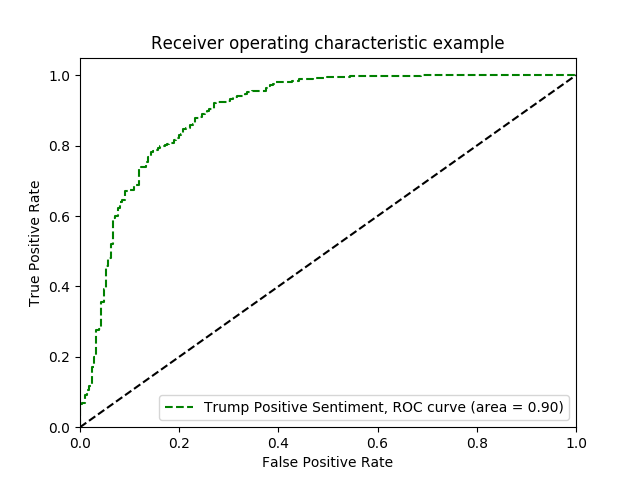 Receiver operating characteristic example
True Positive Rate
1.0
0.8
0.6
0.4
0.2
0.0
Trump Positive Sentiment, ROC curve (area = 0.90)
0.0 0.2 0.4 0.6 0.8 1.0
False Positive Rate